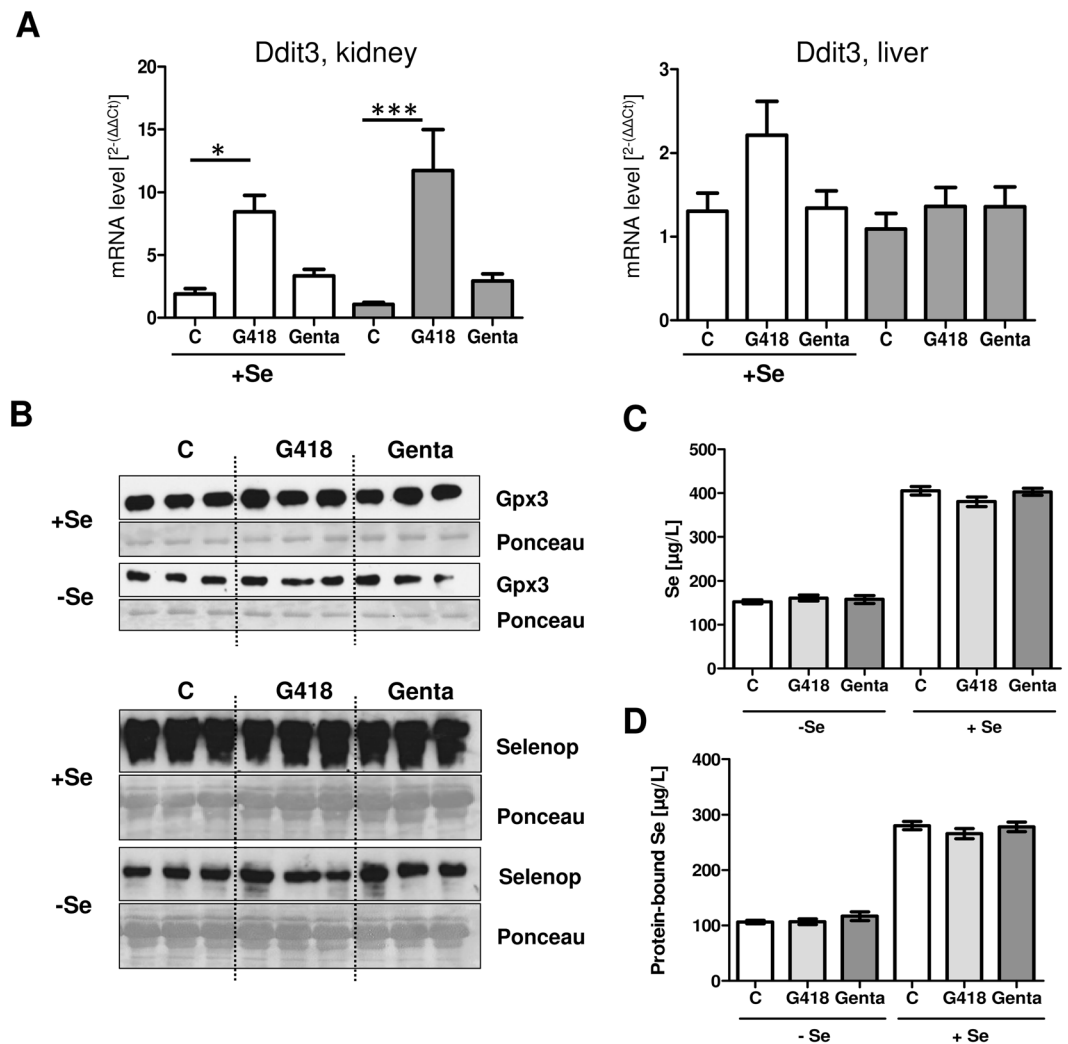 A
Ddit3, kidney
mRNA level [2-(ΔΔCt)]
20
15
10
5
0
*
***
C G418 Genta C G418 Genta
+Se
Ddit3, liver
mRNA level [2-(ΔΔCt)]
3
2
1
0
C G418 Genta C G418 Genta
+Se
B
C G418 Genta
+Se
Gpx3
Ponceau
-Se
Gpx3
Ponceau
C G418 Genta
+Se
Selenop
Ponceau
-Se
Selenop
Ponceau
C
Se [µg/L]
500
400
300
200
100
0
C G418 Genta C G418 Genta
-Se + Se
D
Protein-bound Se [µg/L]
400
300
200
100
0
C G418 Genta C G418 Genta
- Se + Se